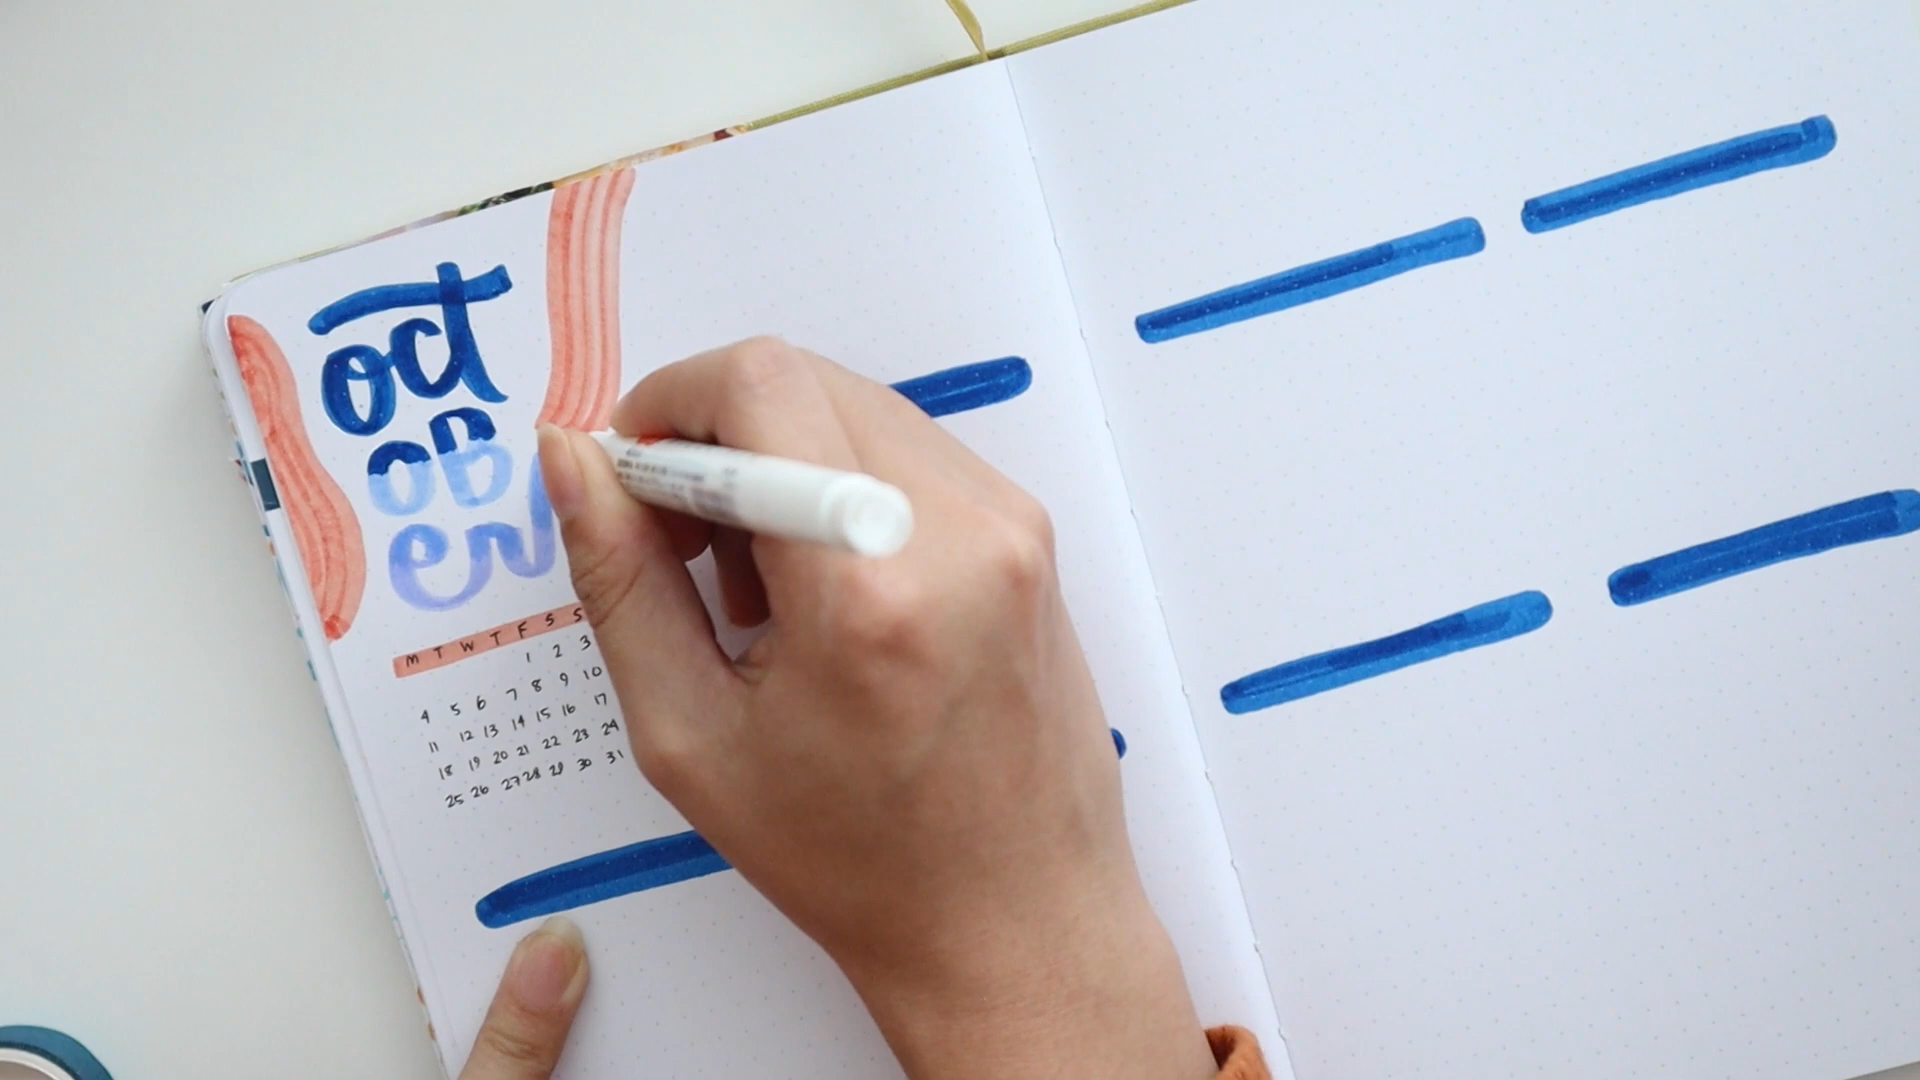 oct
oB
er
M T W T F S S
1 2 3
4 5 6 7 8 9 10
11 12 13 14 15 16 17
18 19 20 21 22 23 24
25 26 27 28 29 30 31